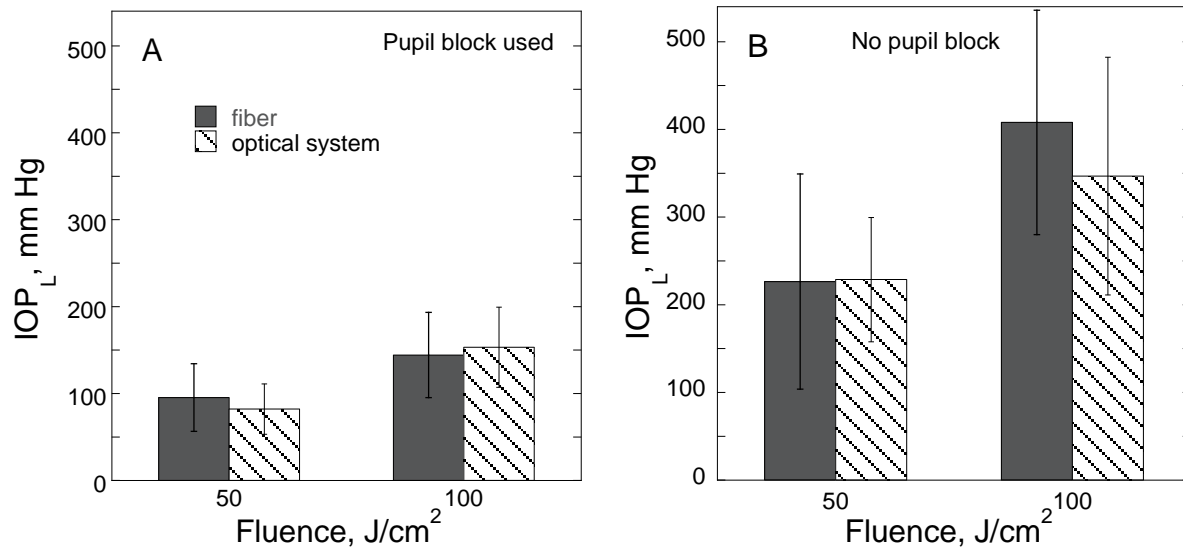 A
Pupil block used
500
400
300
200
100
0
IOP_L, mm Hg
fiber
optical system
50
100
Fluence, J/cm²
B
No pupil block
500
400
300
200
100
0
IOP_L, mm Hg
50
100
Fluence, J/cm²